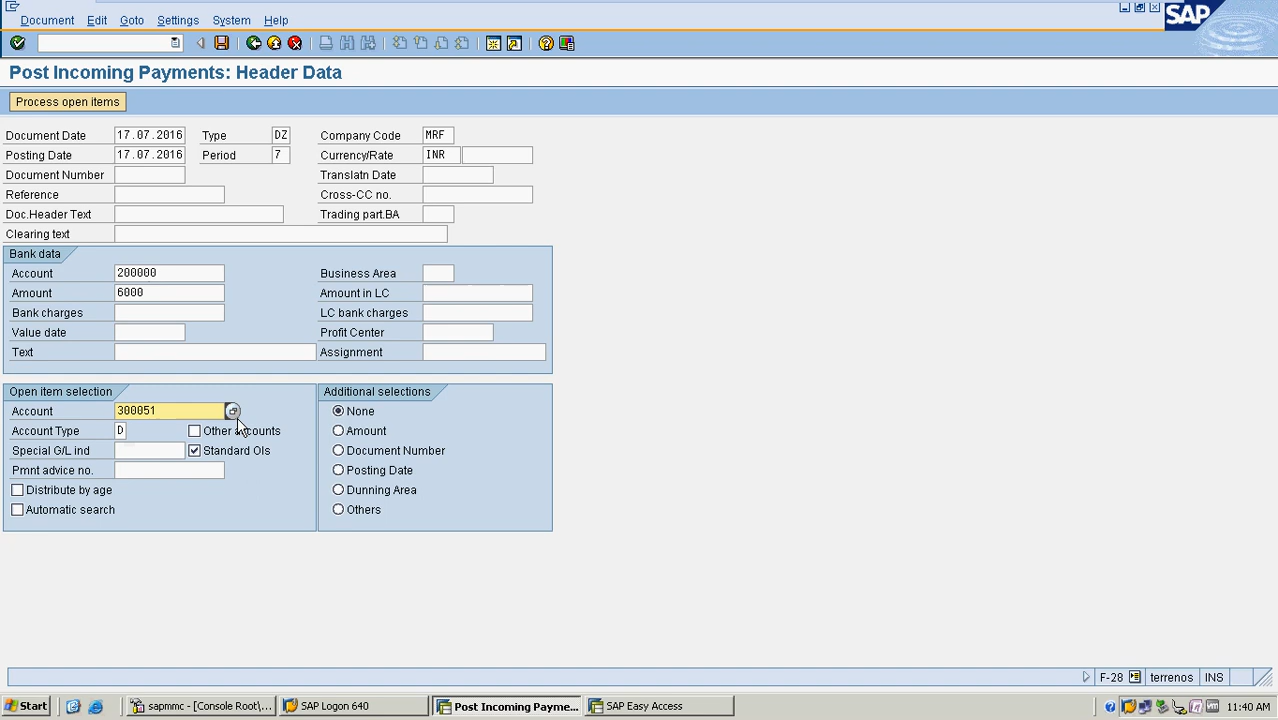 Document Edit Goto Settings System Help
SAP
Post Incoming Payments: Header Data
Process open items
Document Date 17.07.2016 Type DZ Company Code MRF
Posting Date 17.07.2016 Period 7 Currency/Rate INR
Document Number Translatn Date
Reference Cross-CC no.
Doc.Header Text Trading part.BA
Clearing text
Bank data
Account 200000 Business Area
Amount 6000 Amount in LC
Bank charges LC bank charges
Value date Profit Center
Text Assignment
Open item selection Additional selections
Account 300051 None
Account Type D Other accounts Amount
Special G/L ind Standard OIs Document Number
Pmnt advice no. Posting Date
Distribute by age Dunning Area
Automatic search Others
F-28 terrenos INS
Start sapmmc - [Console Root\... SAP Logon 640 Post Incoming Payme... SAP Easy Access 11:40 AM